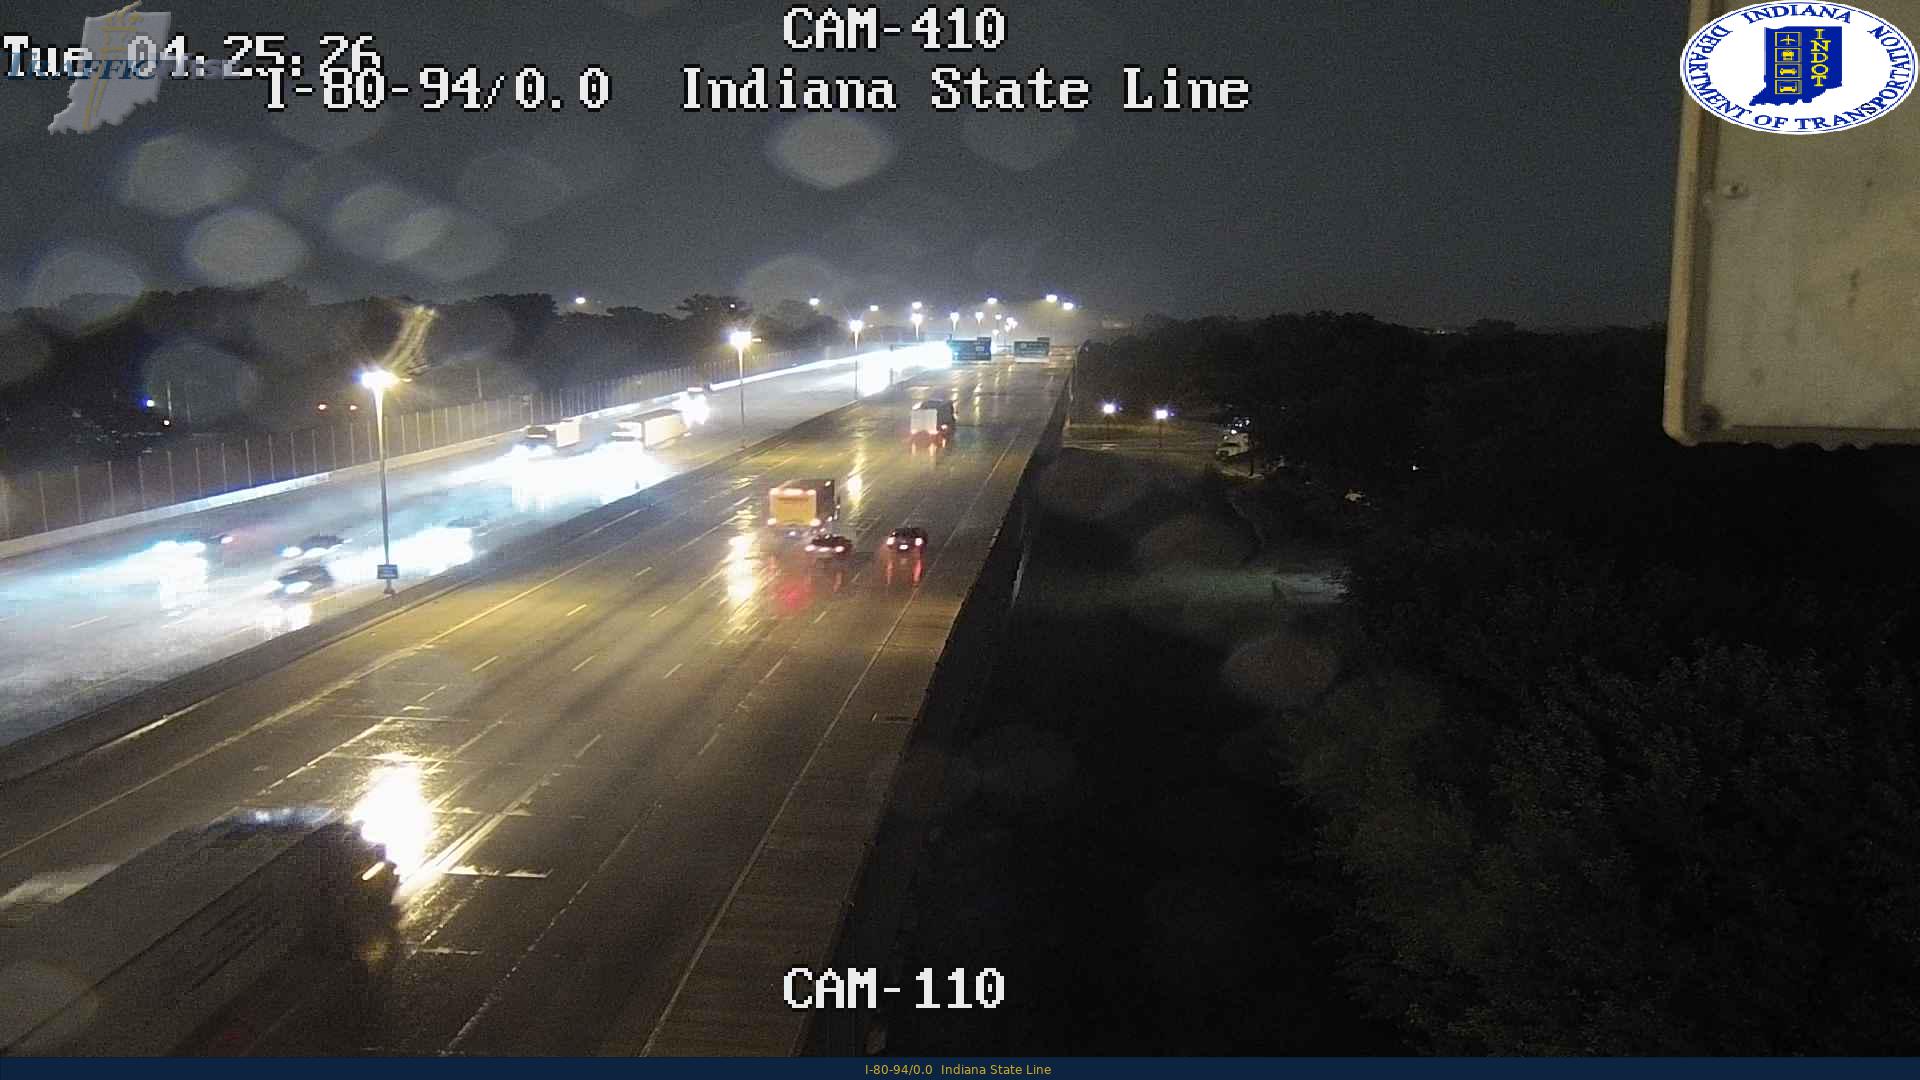 CAM-410
Tue 04:25:26
I-80-94/0.0 Indiana State Line
INDIANA
DEPARTMENT OF TRANSPORTATION
INDOT
CAM-110
I-80-94/0.0 Indiana State Line